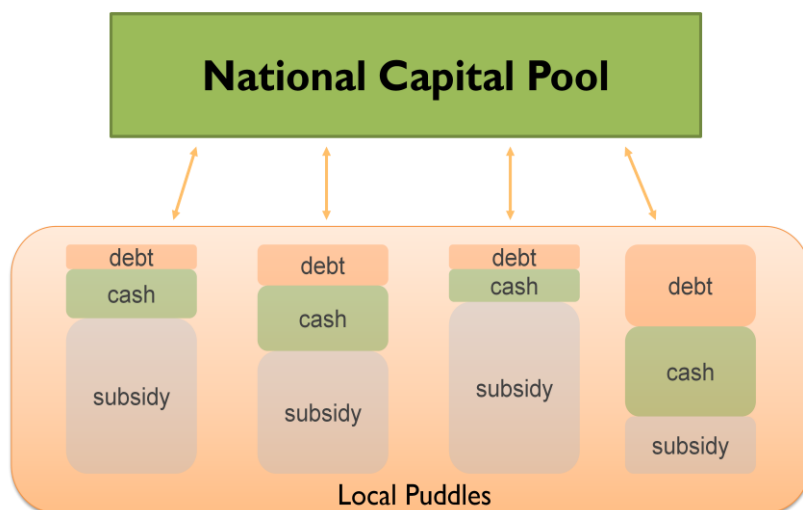 National Capital Pool
debt
cash
subsidy
debt
cash
subsidy
debt
cash
subsidy
debt
cash
subsidy
Local Puddles